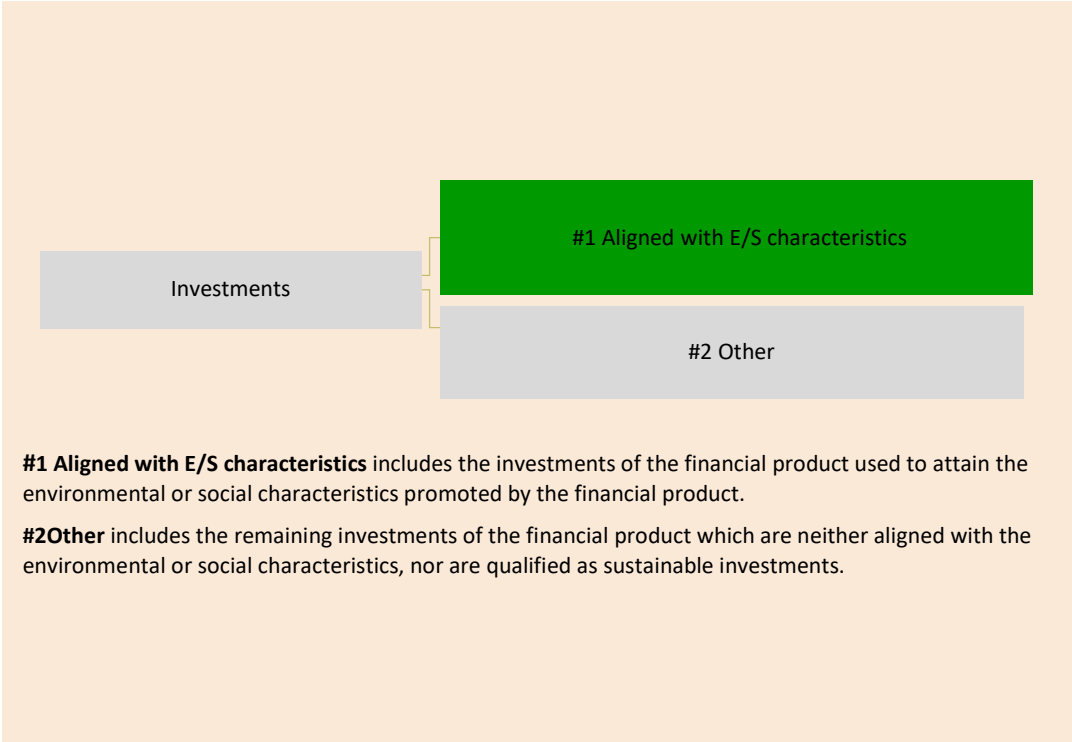 #1 Aligned with E/S characteristics
Investments
#2 Other
#1 Aligned with E/S characteristics includes the investments of the financial product used to attain the
environmental or social characteristics promoted by the financial product.
#2Other includes the remaining investments of the financial product which are neither aligned with the
environmental or social characteristics, nor are qualified as sustainable investments.